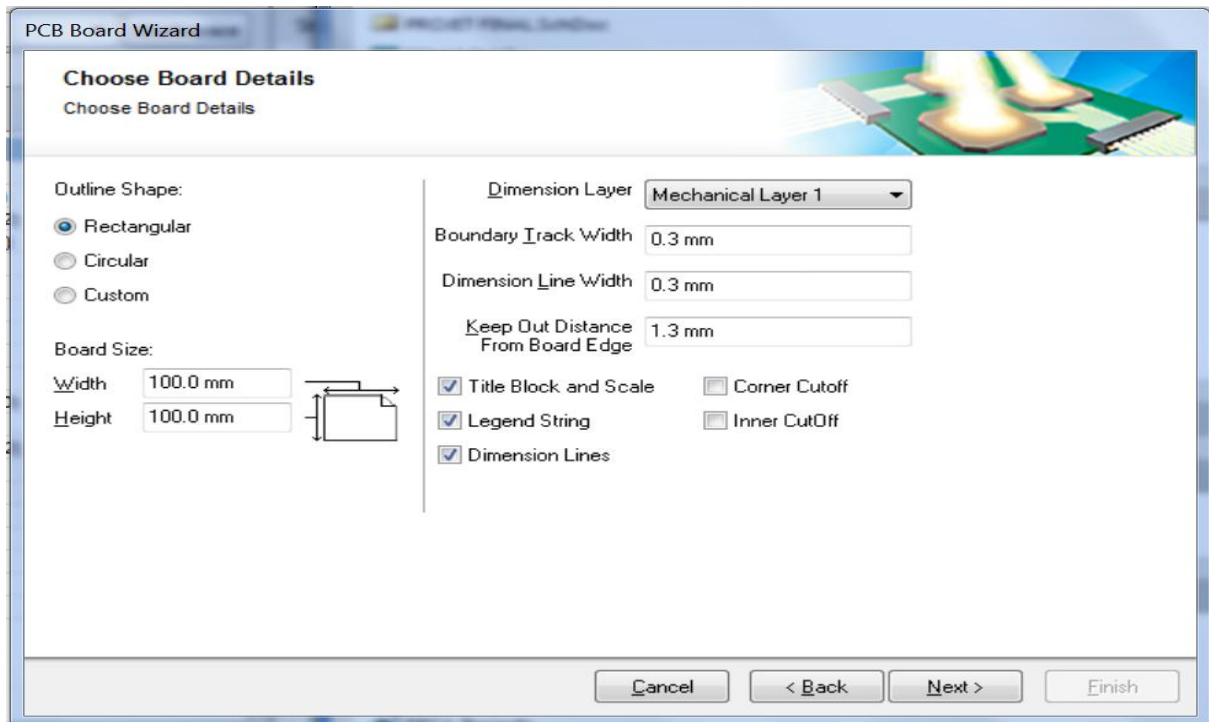 PCB Board Wizard
PROJET FINAL.SchDoc
Choose Board Details
Choose Board Details
Outline Shape:
Rectangular
Circular
Custom
Board Size:
Width 100.0 mm
Height 100.0 mm
Dimension Layer Mechanical Layer 1
Boundary Track Width 0.3 mm
Dimension Line Width 0.3 mm
Keep Out Distance
From Board Edge 1.3 mm
Title Block and Scale Corner Cutoff
Legend String Inner CutOff
Dimension Lines
Cancel < Back Next > Finish